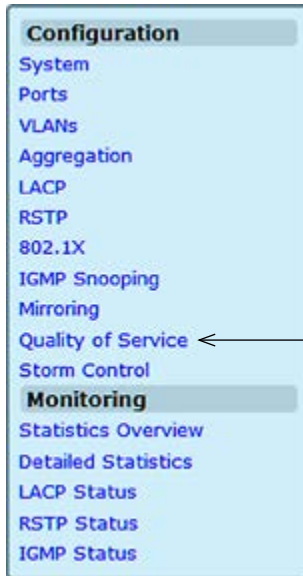 Configuration
System
Ports
VLANs
Aggregation
LACP
RSTP
802.1X
IGMP Snooping
Mirroring
Quality of Service
Storm Control
Monitoring
Statistics Overview
Detailed Statistics
LACP Status
RSTP Status
IGMP Status